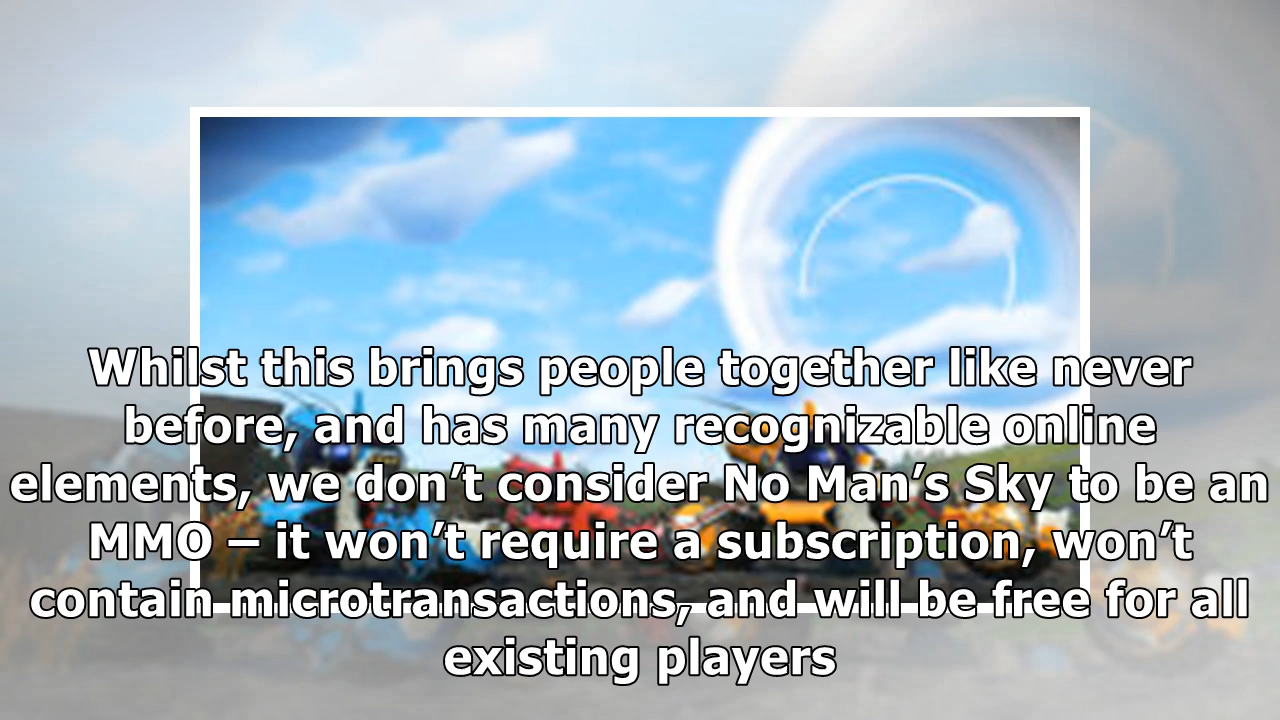 Whilst this brings people together like never
before, and has many recognizable online
elements, we don’t consider No Man’s Sky to be an
MMO – it won’t require a subscription, won’t
contain microtransactions, and will be free for all
existing players